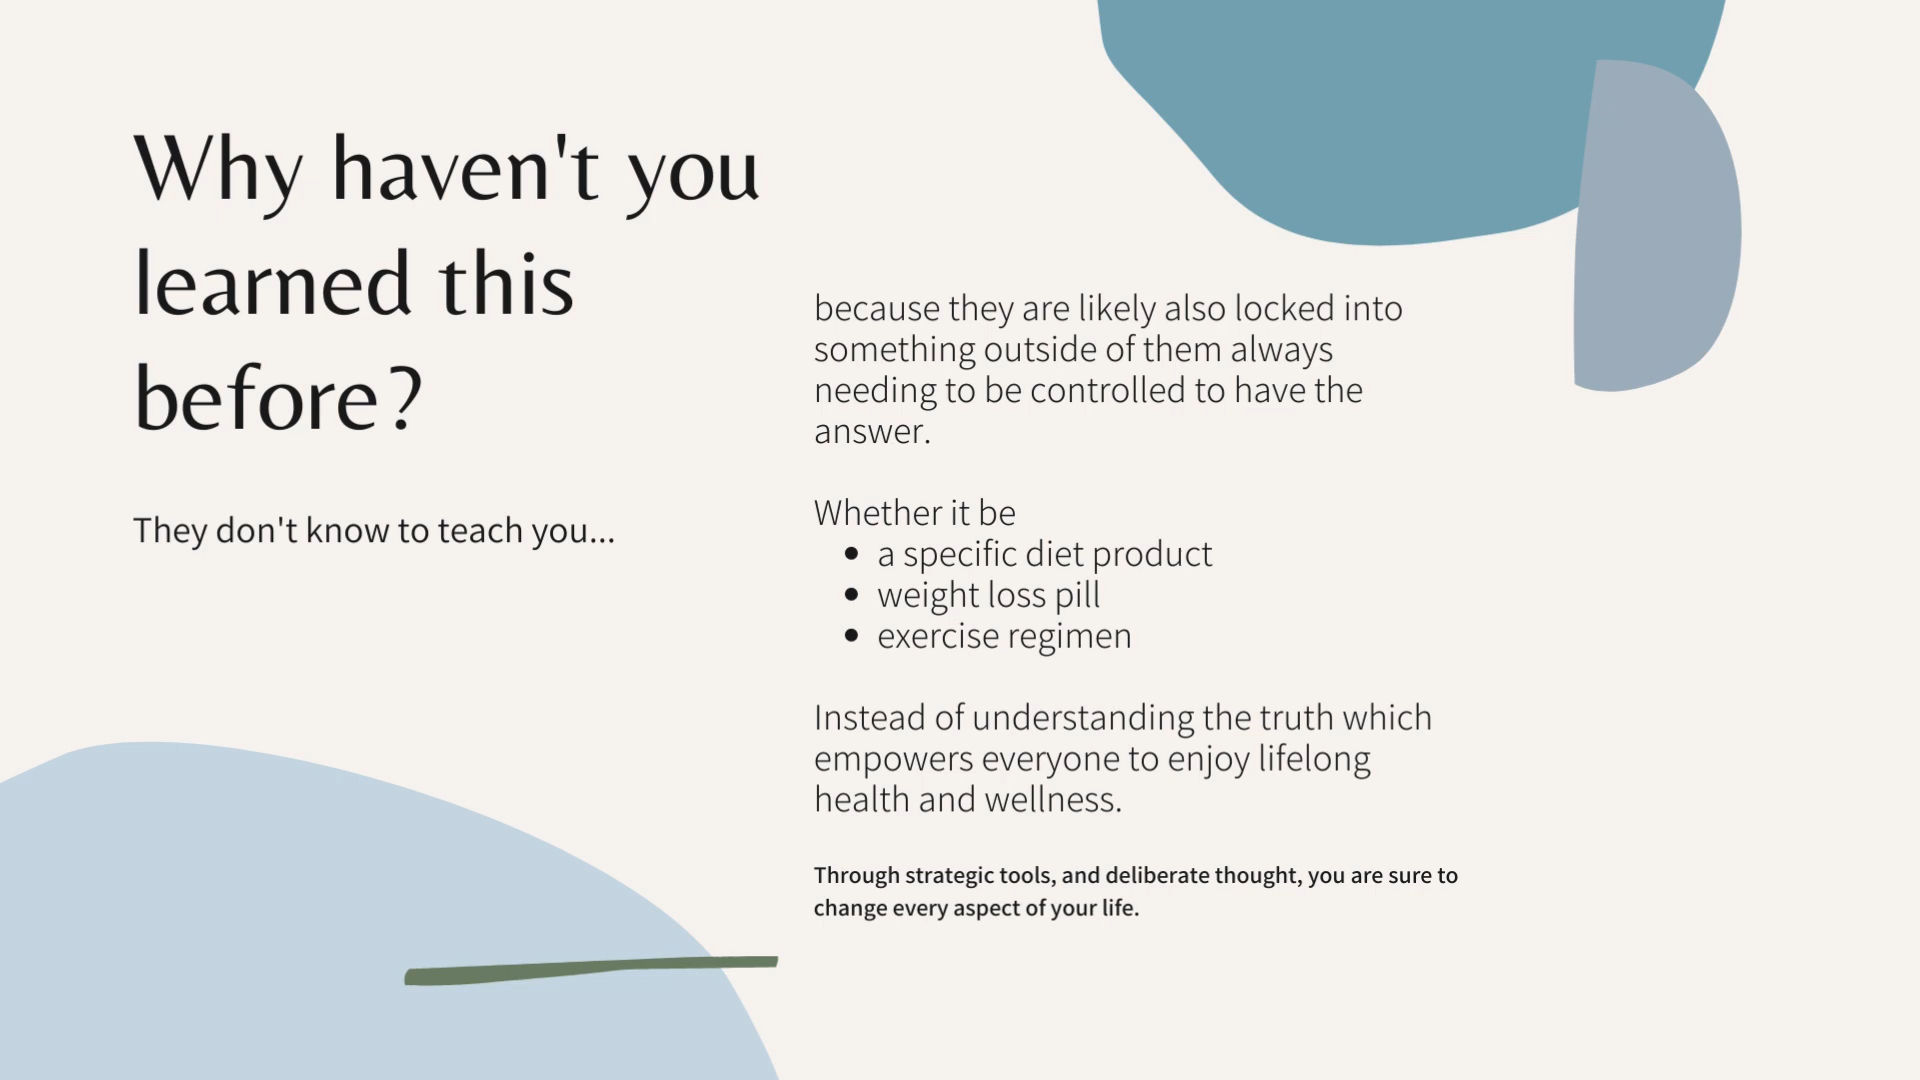 Why haven't you
learned this
before?
They don't know to teach you...
because they are likely also locked into
something outside of them always
needing to be controlled to have the
answer.
Whether it be
• a specific diet product
• weight loss pill
• exercise regimen
Instead of understanding the truth which
empowers everyone to enjoy lifelong
health and wellness.
Through strategic tools, and deliberate thought, you are sure to
change every aspect of your life.